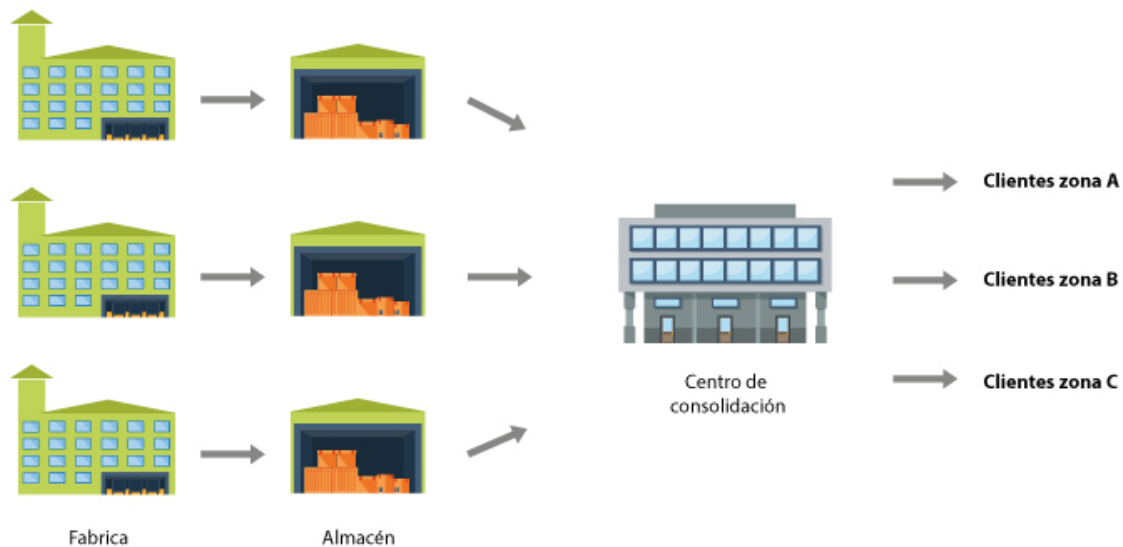 Clientes zona A
Clientes zona B
Clientes zona C
Centro de
consolidación
Fabrica
Almacén